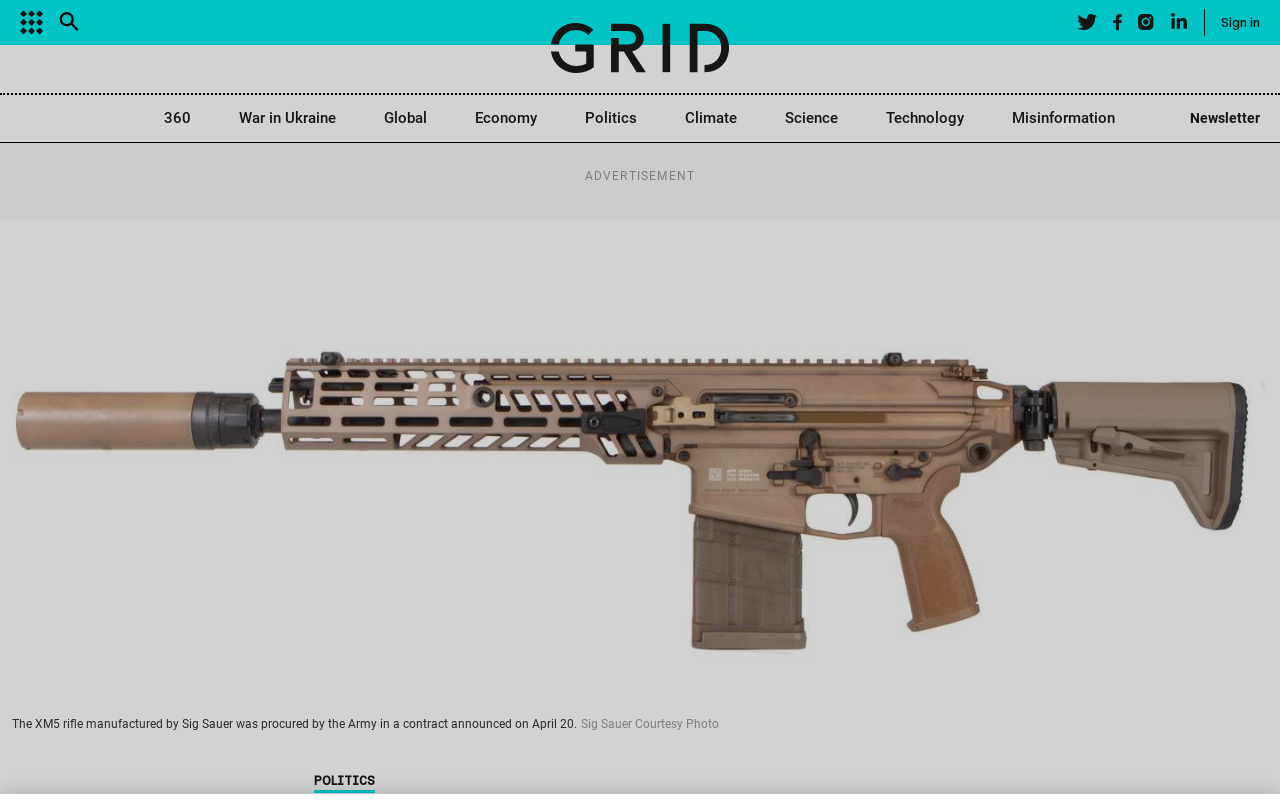 GRID
Sign in
360 War in Ukraine Global Economy Politics Climate Science Technology Misinformation Newsletter
ADVERTISEMENT
The XM5 rifle manufactured by Sig Sauer was procured by the Army in a contract announced on April 20. Sig Sauer Courtesy Photo
POLITICS